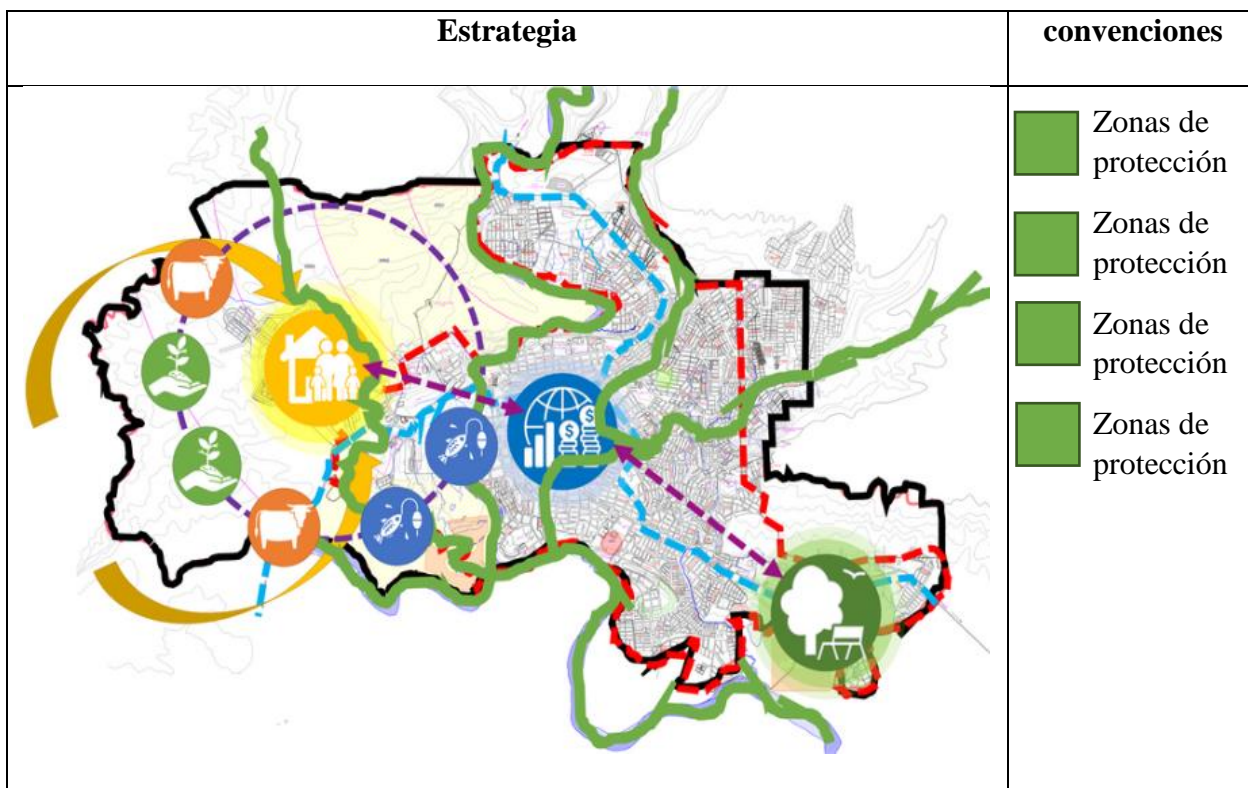 Estrategia
convenciones
Zonas de
protección
Zonas de
protección
Zonas de
protección
Zonas de
protección
$
$